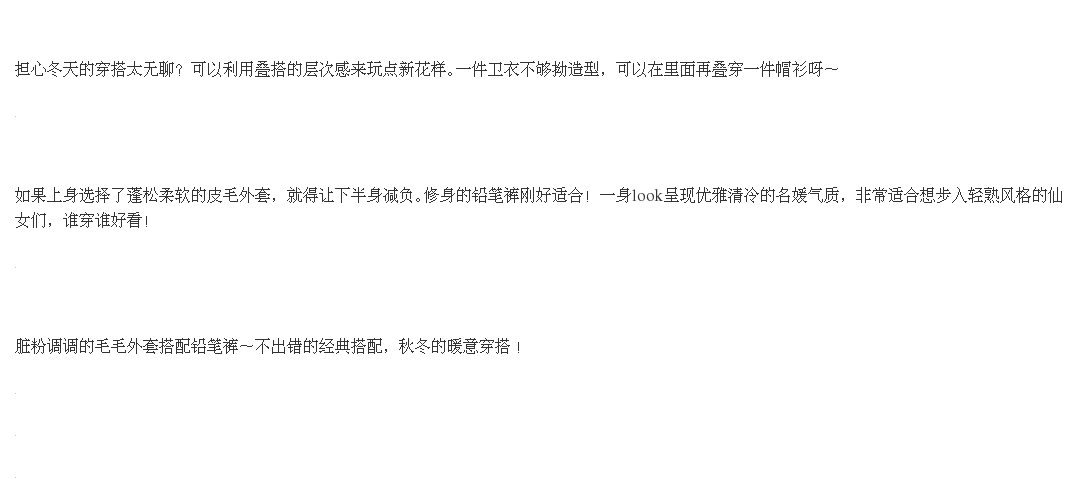 担心冬天的穿搭太无聊？可以利用叠搭的层次感来玩点新花样。一件卫衣不够拗造型，可以在里面再叠穿一件帽衫呀～
如果上身选择了蓬松柔软的皮毛外套，就得让下半身减负。修身的铅笔裤刚好适合！一身look呈现优雅清冷的名媛气质，非常适合想步入轻熟风格的仙
女们，谁穿谁好看！
脏粉调调的毛毛外套搭配铅笔裤～不出错的经典搭配，秋冬的暖意穿搭！